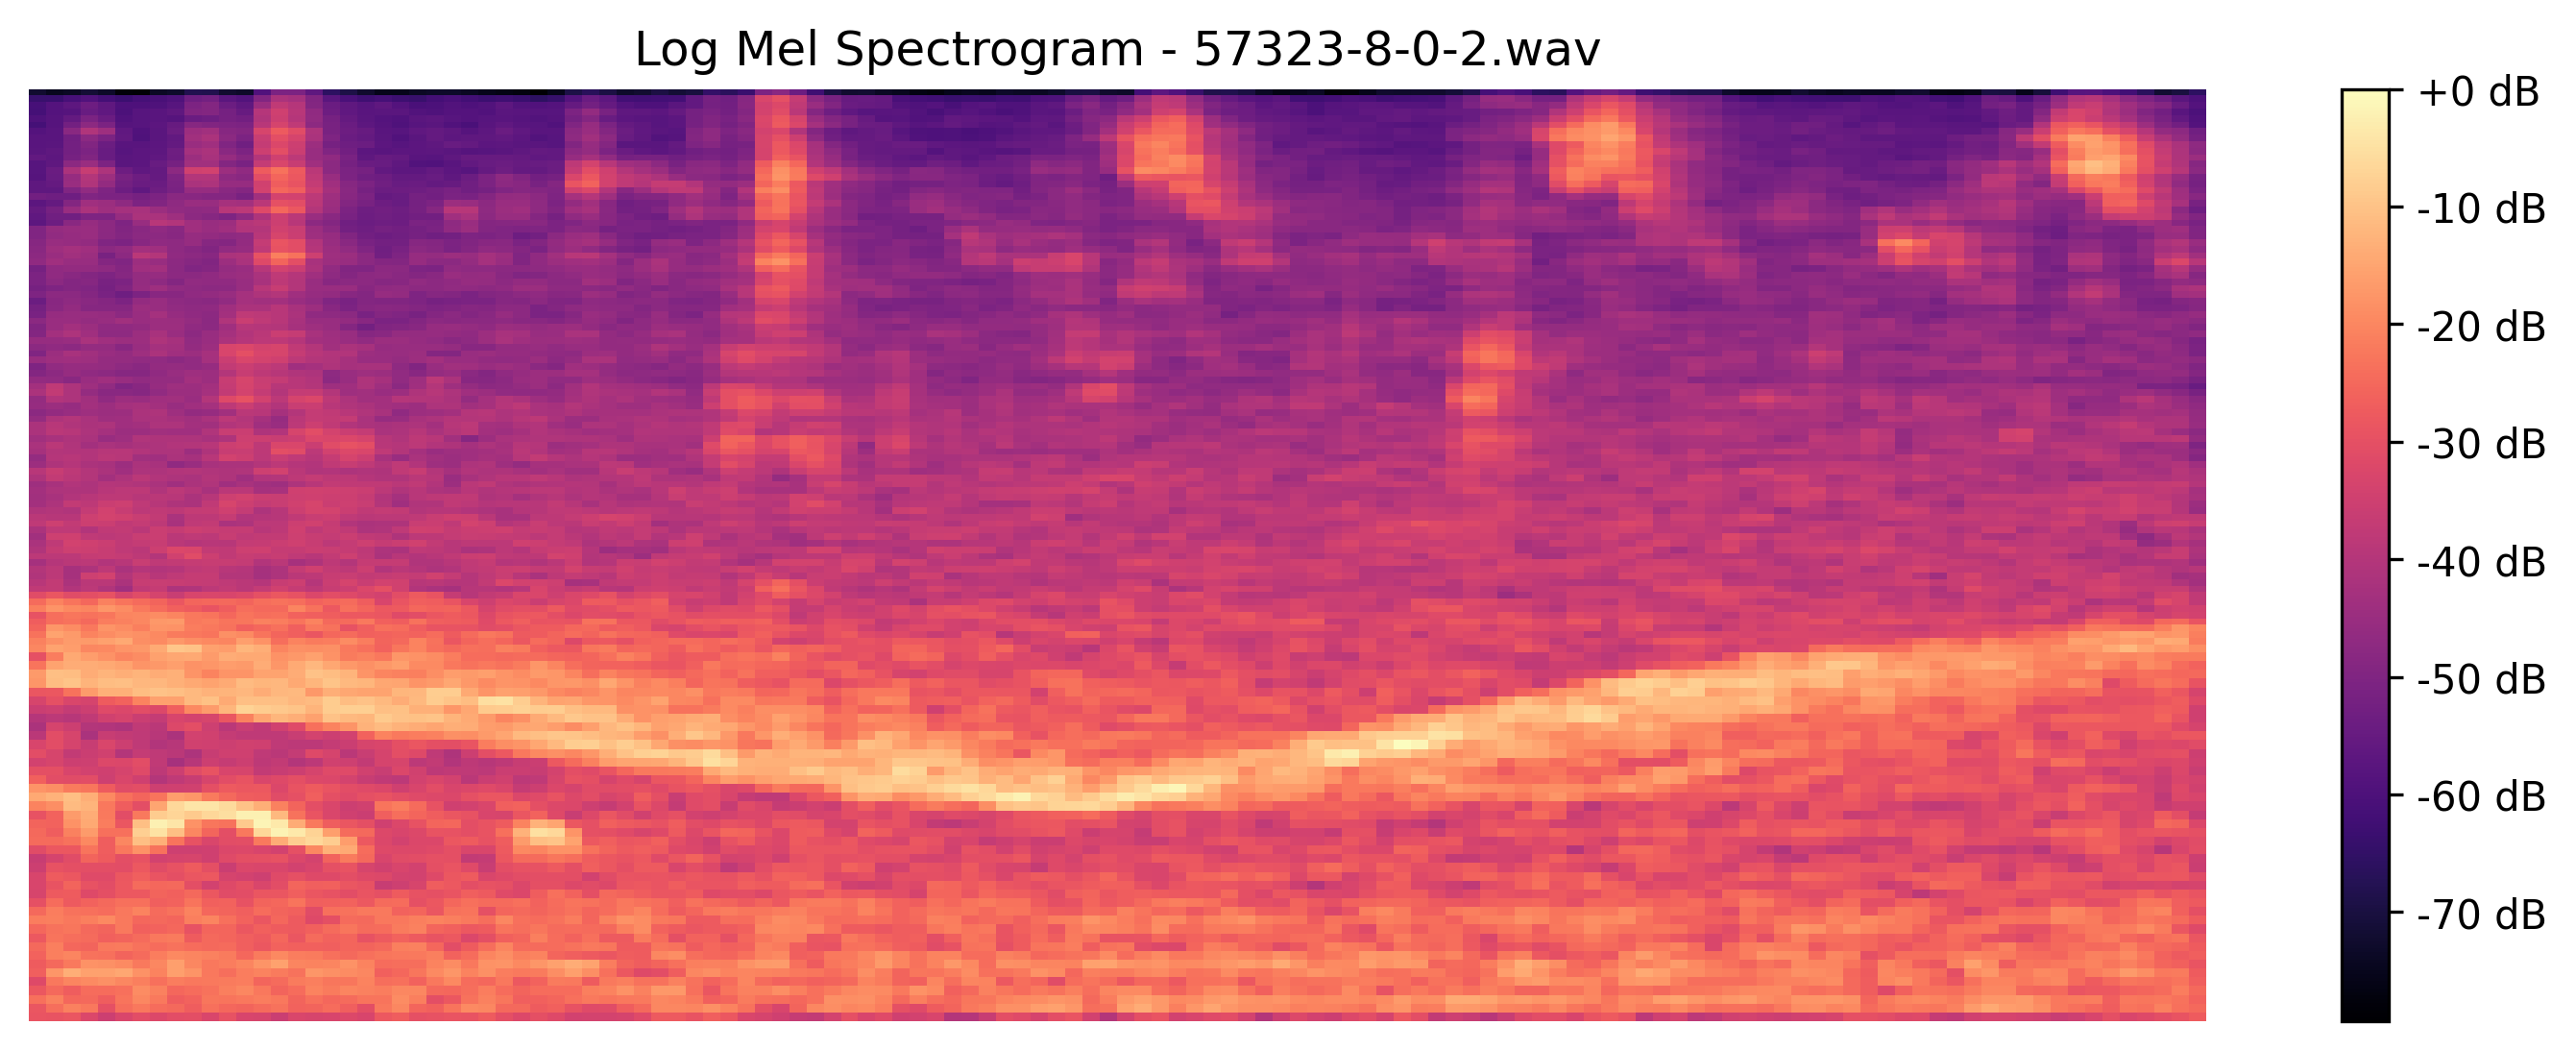 Log Mel Spectrogram - 57323-8-0-2.wav
+0 dB
-10 dB
-20 dB
-30 dB
-40 dB
-50 dB
-60 dB
-70 dB